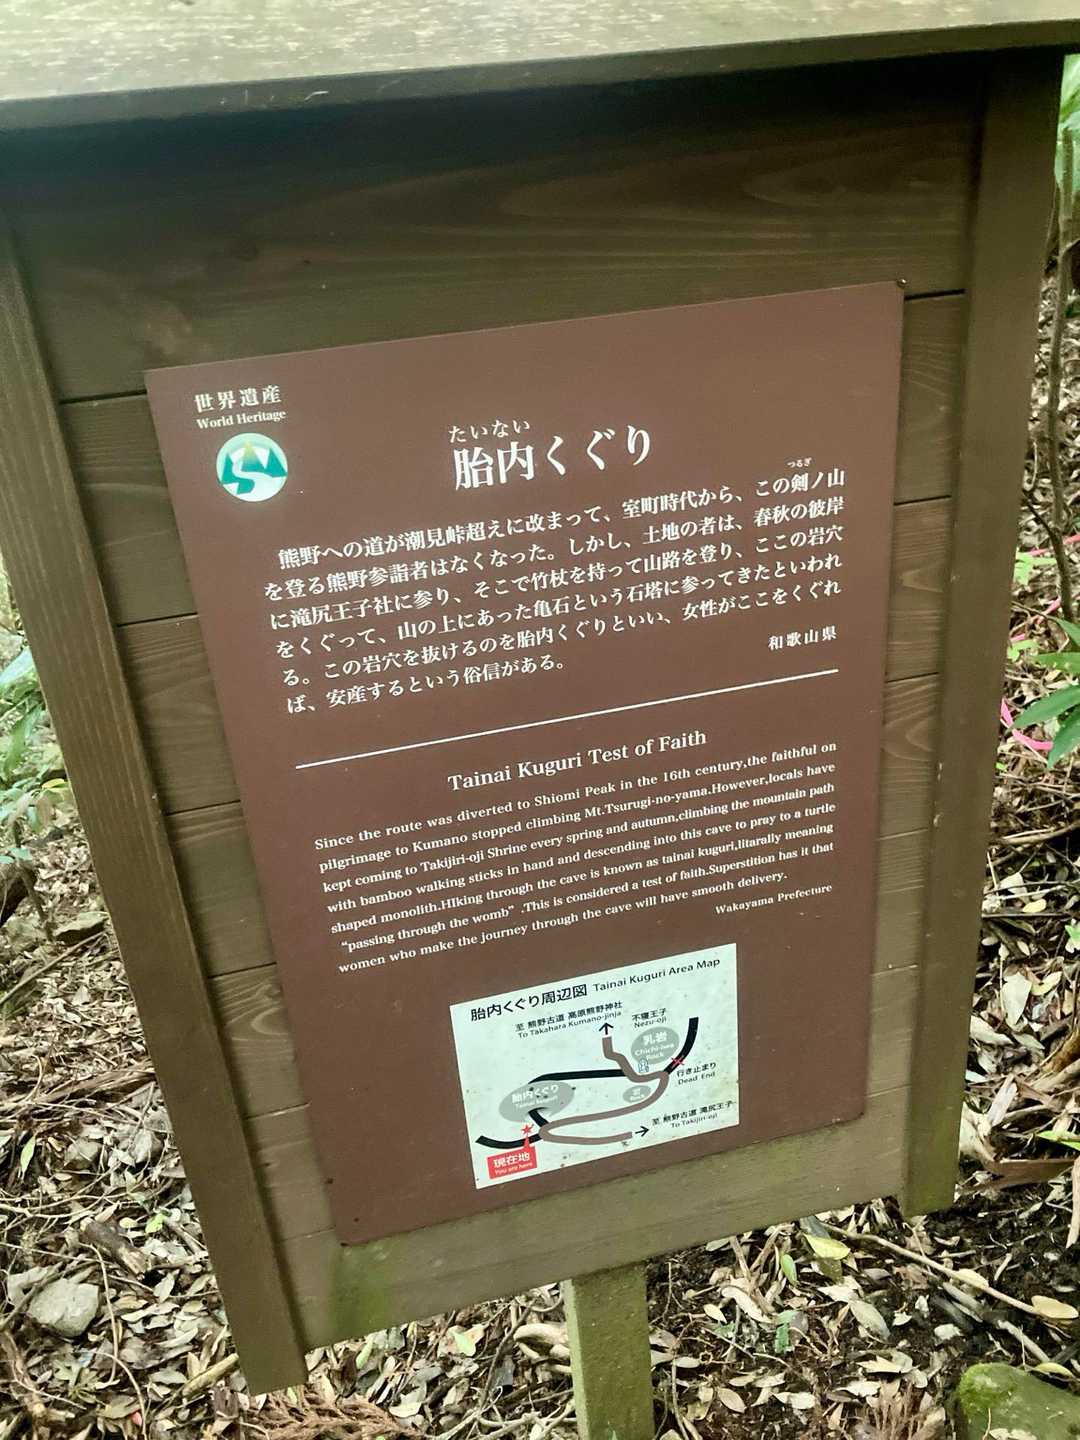 世界遺産
World Heritage
たいない
胎内くぐり
つるぎ
熊野への道が潮見峠超えに改まって、室町時代から、この剣ノ山
を登る熊野参詣者はなくなった。しかし、土地の者は、春秋の彼岸
に滝尻王子社に参り、そこで竹杖を持って山路を登り、ここの岩穴
をくぐって、山の上にあった亀石という石塔に参ってきたといわれ
る。この岩穴を抜けるのを胎内くぐりといい、女性がここをくぐれ
ば、安産するという俗信がある。
和歌山県
Tainai Kuguri Test of Faith
Since the route was diverted to Shiomi Peak in the 16th century,the faithful on
pilgrimage to Kumano stopped climbing Mt.Tsurugi-no-yama.However,locals have
kept coming to Takijiri-oji Shrine every spring and autumn,climbing the mountain path
with bamboo walking sticks in hand and descending into this cave to pray to a turtle
shaped monolith.HIking through the cave is known as tainai kuguri,litarally meaning
“passing through the womb”.This is considered a test of faith.Superstition has it that
women who make the journey through the cave will have smooth delivery.
Wakayama Prefecture
胎内くぐり周辺図 Tainai Kuguri Area Map
至 熊野古道 高原熊野神社
To Takahara Kumano-jinja
不寝王子
Nezu-oji
乳岩
Chichi-iwa
Rock
行き止まり
Dead End
胎内くぐり
Tainai kuguri
岩
Rock
至 熊野古道 滝尻王子
To Takijiri-oji
現在地
You are here